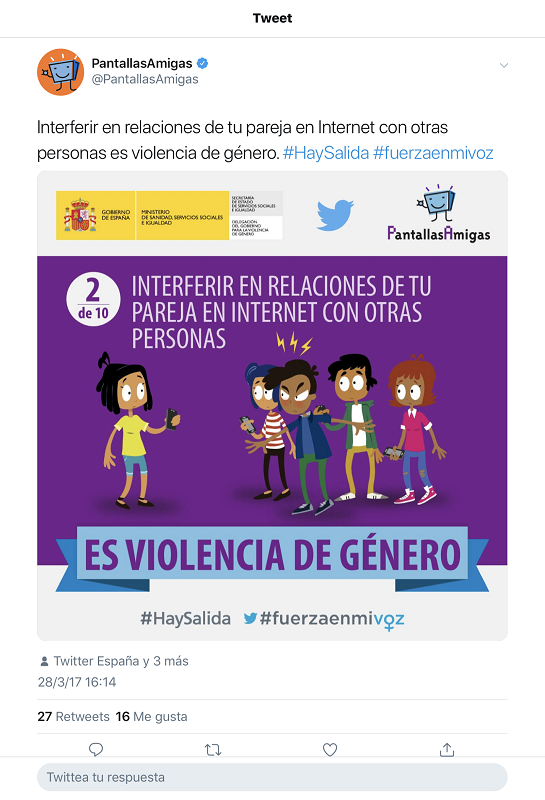 Tweet
PantallasAmigas
@PantallasAmigas
Interferir en relaciones de tu pareja en Internet con otras
personas es violencia de género. #HaySalida #fuerzaenmivoz
GOBIERNO
DE ESPAÑA
MINISTERIO
DE SANIDAD, SERVICIOS SOCIALES
E IGUALDAD
SECRETARÍA
DE ESTADO
DE SERVICIOS SOCIALES
E IGUALDAD
DELEGACIÓN
DEL GOBIERNO
PARA LA VIOLENCIA
DE GÉNERO
PantallasAmigas
2
de 10
INTERFERIR EN RELACIONES DE TU
PAREJA EN INTERNET CON OTRAS
PERSONAS
ES VIOLENCIA DE GÉNERO
#HaySalida #fuerzaenmivoz
Twitter España y 3 más
28/3/17 16:14
27 Retweets 16 Me gusta
Twittea tu respuesta